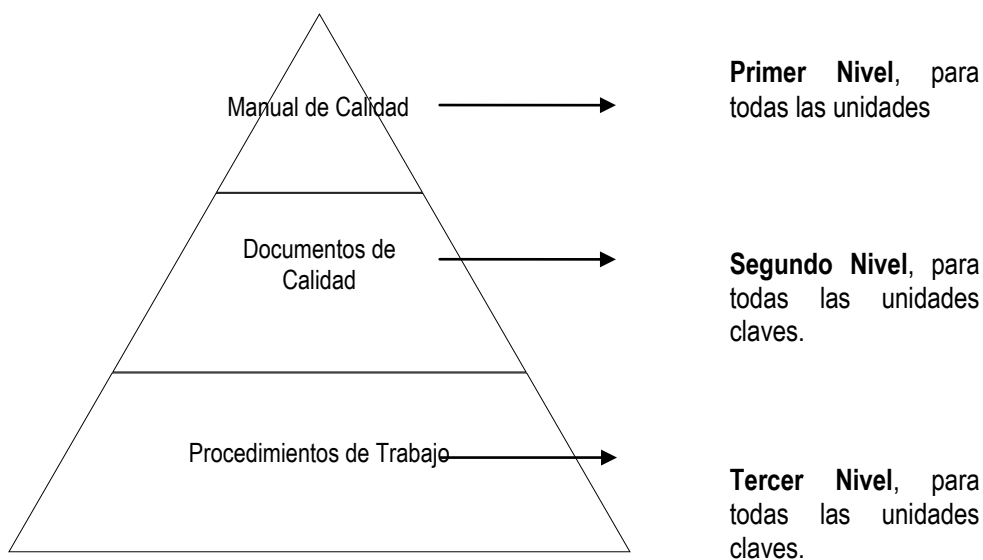 Manual de Calidad
Primer Nivel, para
todas las unidades
Documentos de
Calidad
Segundo Nivel, para
todas las unidades
claves.
Procedimientos de Trabajo
Tercer Nivel, para
todas las unidades
claves.